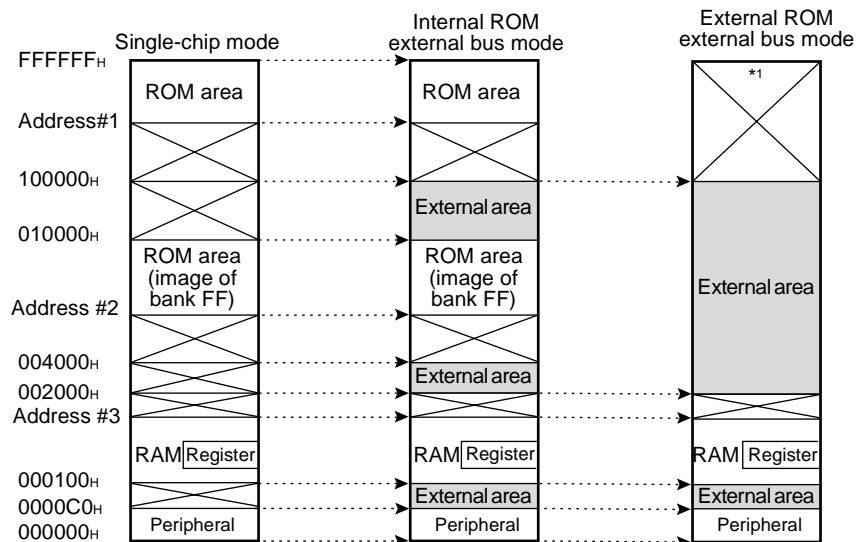 Single-chip mode
Internal ROM
external bus mode
External ROM
external bus mode
FFFFFFH
ROM area
ROM area
*1
Address#1
100000H
External area
010000H
ROM area
(image of
bank FF)
ROM area
(image of
bank FF)
External area
Address #2
004000H
External area
002000H
Address #3
RAM Register
RAM Register
RAM Register
000100H
External area
External area
0000C0H
Peripheral
Peripheral
Peripheral
000000H